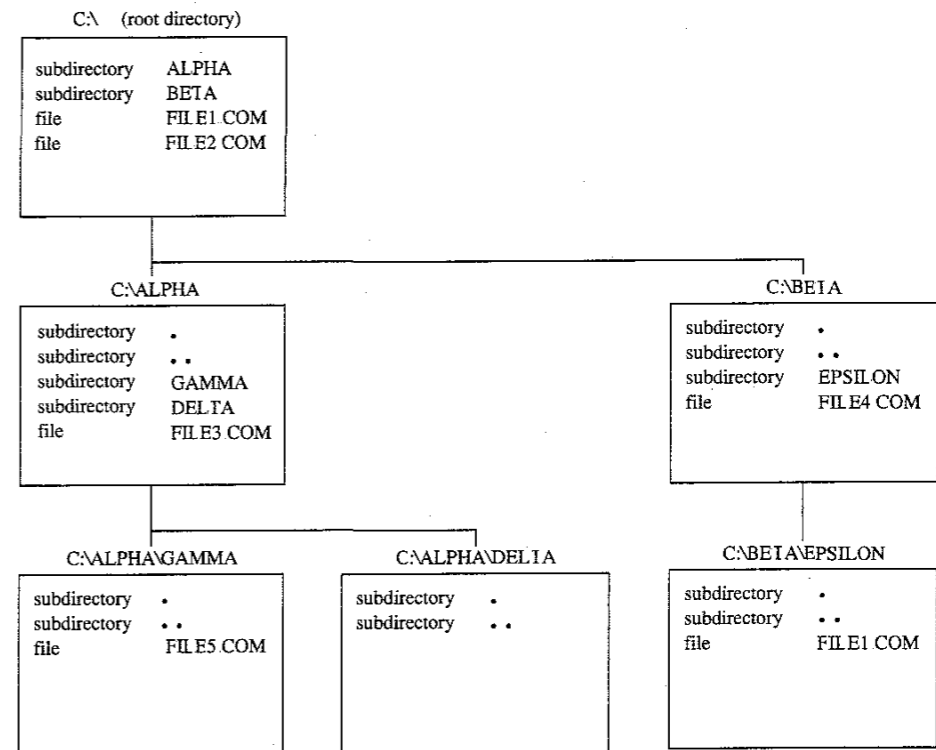 C:\ (root directory)
subdirectory ALPHA
subdirectory BETA
file FILE1.COM
file FILE2.COM
C:\ALPHA
subdirectory .
subdirectory ..
subdirectory GAMMA
subdirectory DELTA
file FILE3.COM
C:\BETA
subdirectory .
subdirectory ..
subdirectory EPSILON
file FILE4.COM
C:\ALPHA\GAMMA
subdirectory .
subdirectory ..
file FILE5.COM
C:\ALPHA\DELTA
subdirectory .
subdirectory ..
C:\BETA\EPSILON
subdirectory .
subdirectory ..
file FILE1.COM